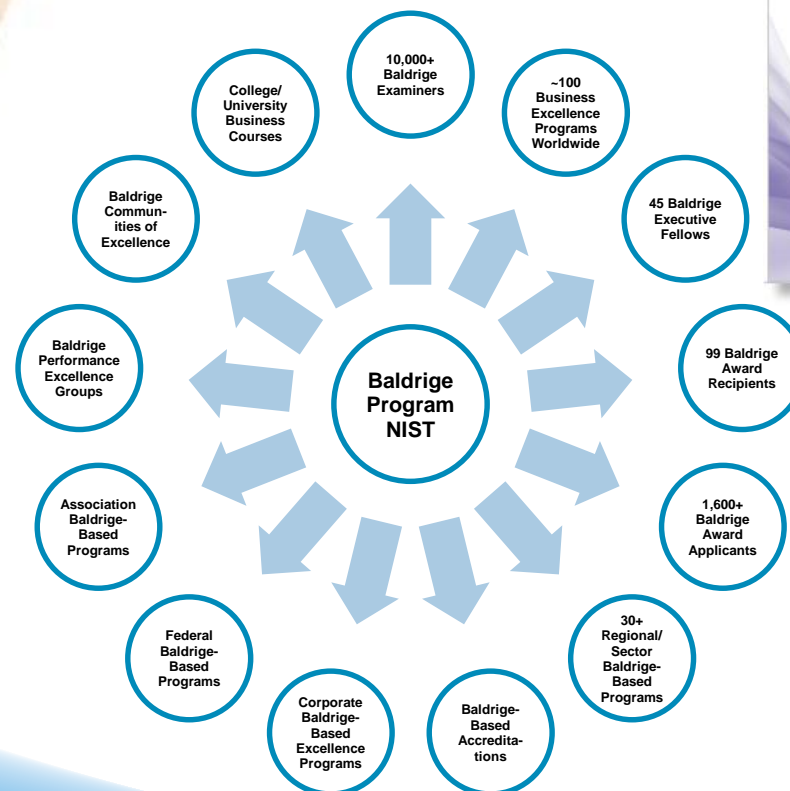 10,000+
Baldrige
Examiners
~100
Business
Excellence
Programs
Worldwide
45 Baldrige
Executive
Fellows
99 Baldrige
Award
Recipients
1,600+
Baldrige
Award
Applicants
30+
Regional/
Sector
Baldrige-
Based
Programs
Baldrige-
Based
Accredita-
tions
Corporate
Baldrige-
Based
Excellence
Programs
Federal
Baldrige-
Based
Programs
Association
Baldrige-
Based
Programs
Baldrige
Performance
Excellence
Groups
Baldrige
Commun-
ities of
Excellence
College/
University
Business
Courses
Baldrige
Program
NIST